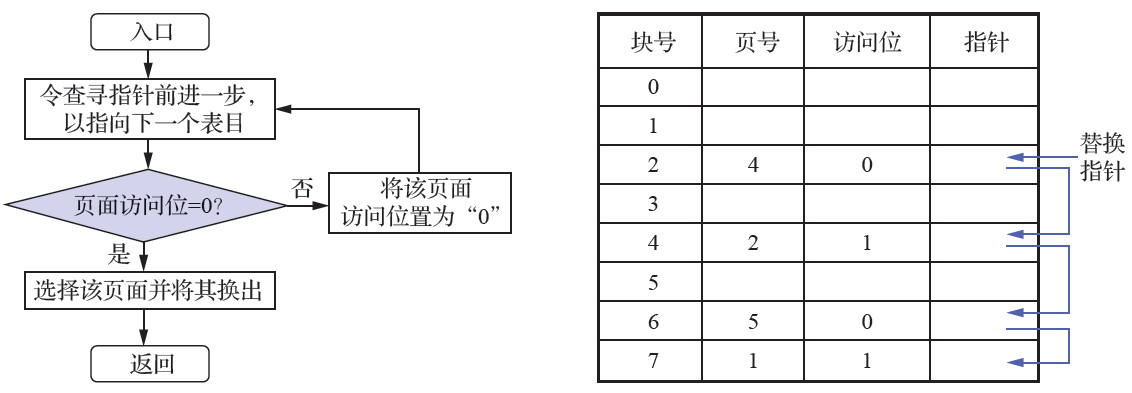 入口
令查寻指针前进一步，
以指向下一个表目
页面访问位=0?
否
将该页面
访问位置为“0”
是
选择该页面并将其换出
返回
块号 页号 访问位 指针
0
1
2 4 0
3
4 2 1
5
6 5 0
7 1 1
替换
指针